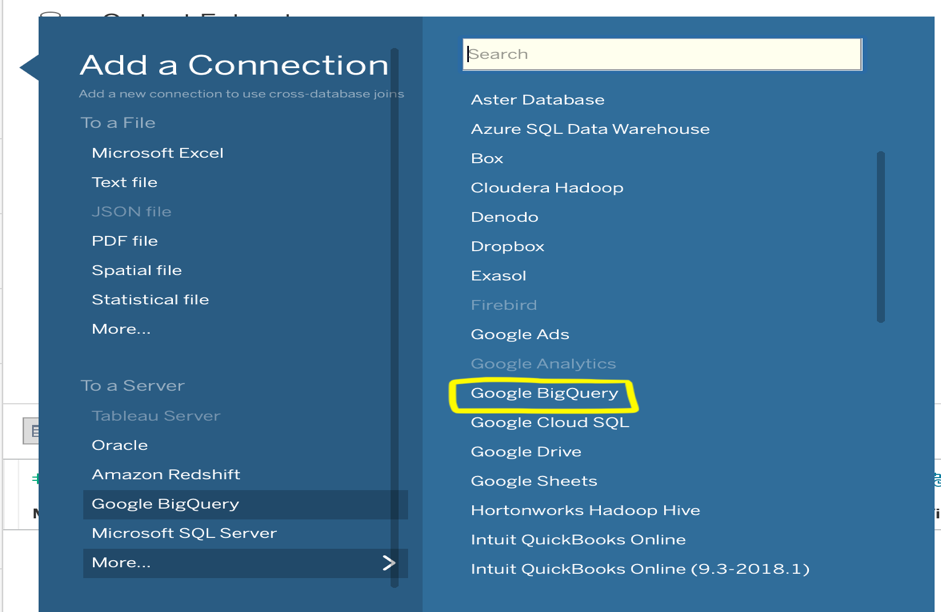 Add a Connection
Add a new connection to use cross-database joins
To a File
Microsoft Excel
Text file
JSON file
PDF file
Spatial file
Statistical file
More...
To a Server
Tableau Server
Oracle
Amazon Redshift
Google BigQuery
Microsoft SQL Server
More...
Search
Aster Database
Azure SQL Data Warehouse
Box
Cloudera Hadoop
Denodo
Dropbox
Exasol
Firebird
Google Ads
Google Analytics
Google BigQuery
Google Cloud SQL
Google Drive
Google Sheets
Hortonworks Hadoop Hive
Intuit QuickBooks Online
Intuit QuickBooks Online (9.3-2018.1)